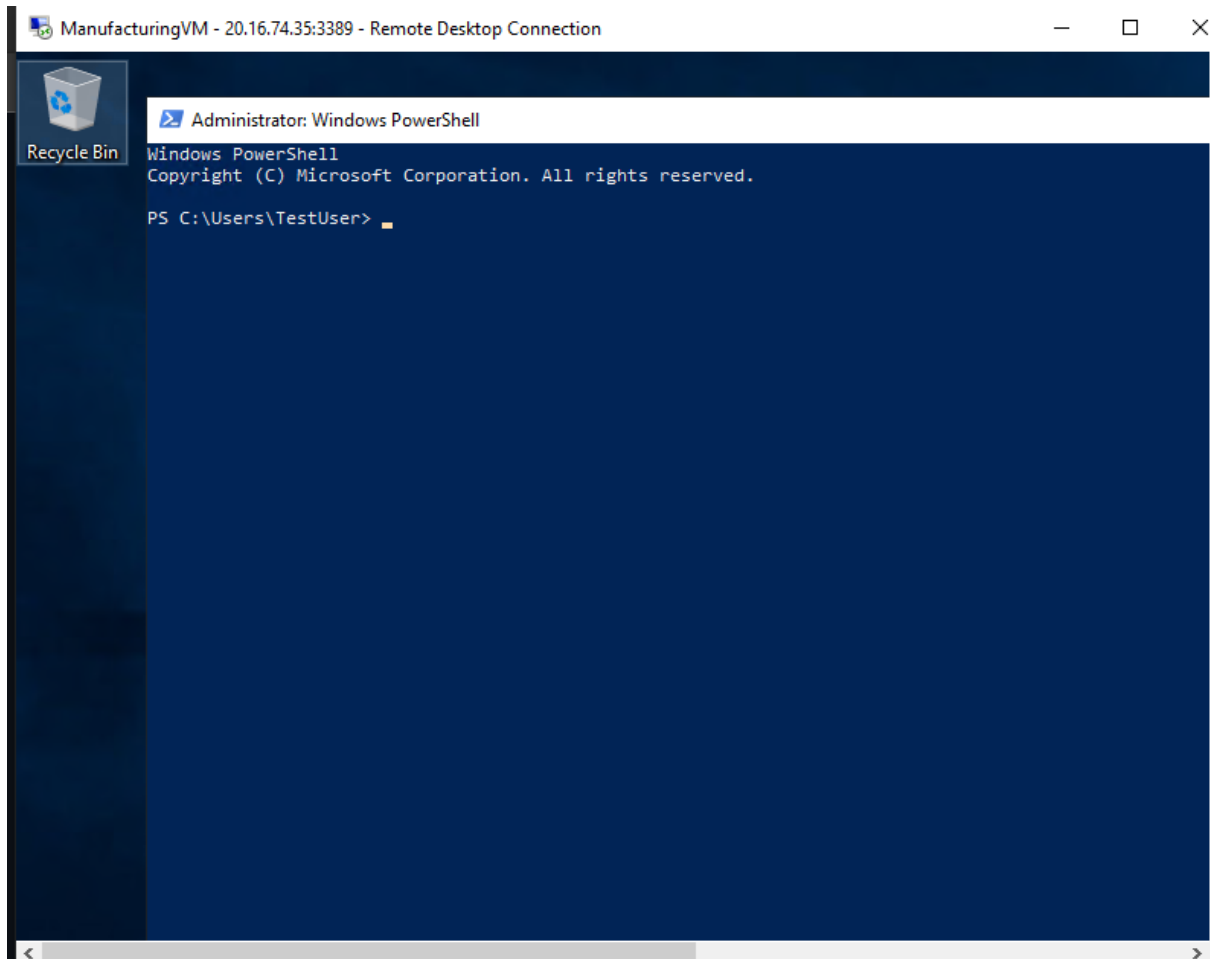 ManufacturingVM - 20.16.74.35:3389 - Remote Desktop Connection
Recycle Bin
Administrator: Windows PowerShell
Windows PowerShell
Copyright (C) Microsoft Corporation. All rights reserved.
PS C:\Users\TestUser>